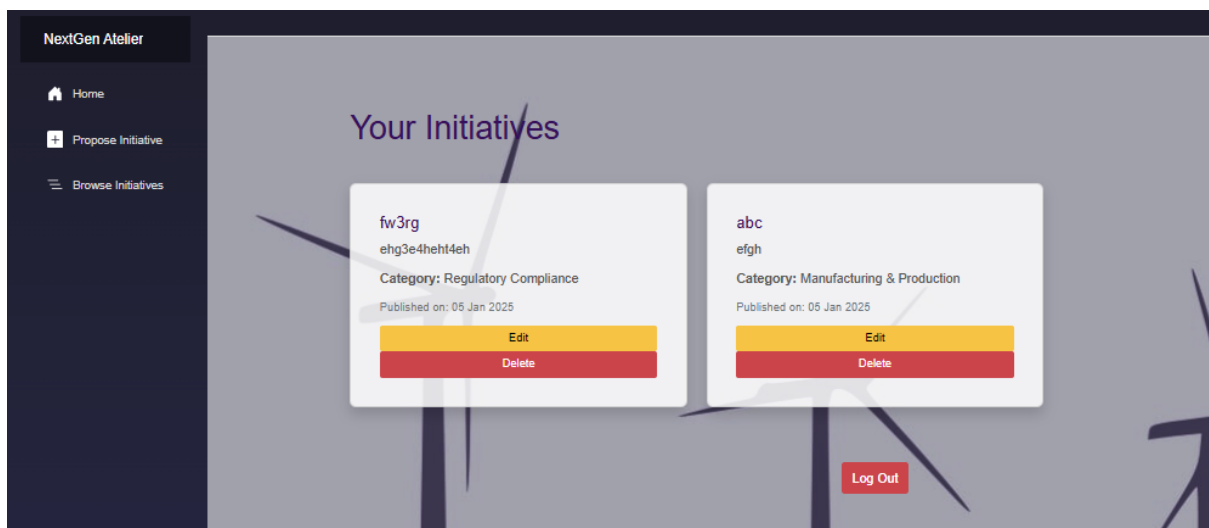 NextGen Atelier
Home
Propose Initiative
Browse Initiatives
Your Initiatives
fw3rg
ehg3e4heht4eh
Category: Regulatory Compliance
Published on: 05 Jan 2025
Edit
Delete
abc
efgh
Category: Manufacturing & Production
Published on: 05 Jan 2025
Edit
Delete
Log Out